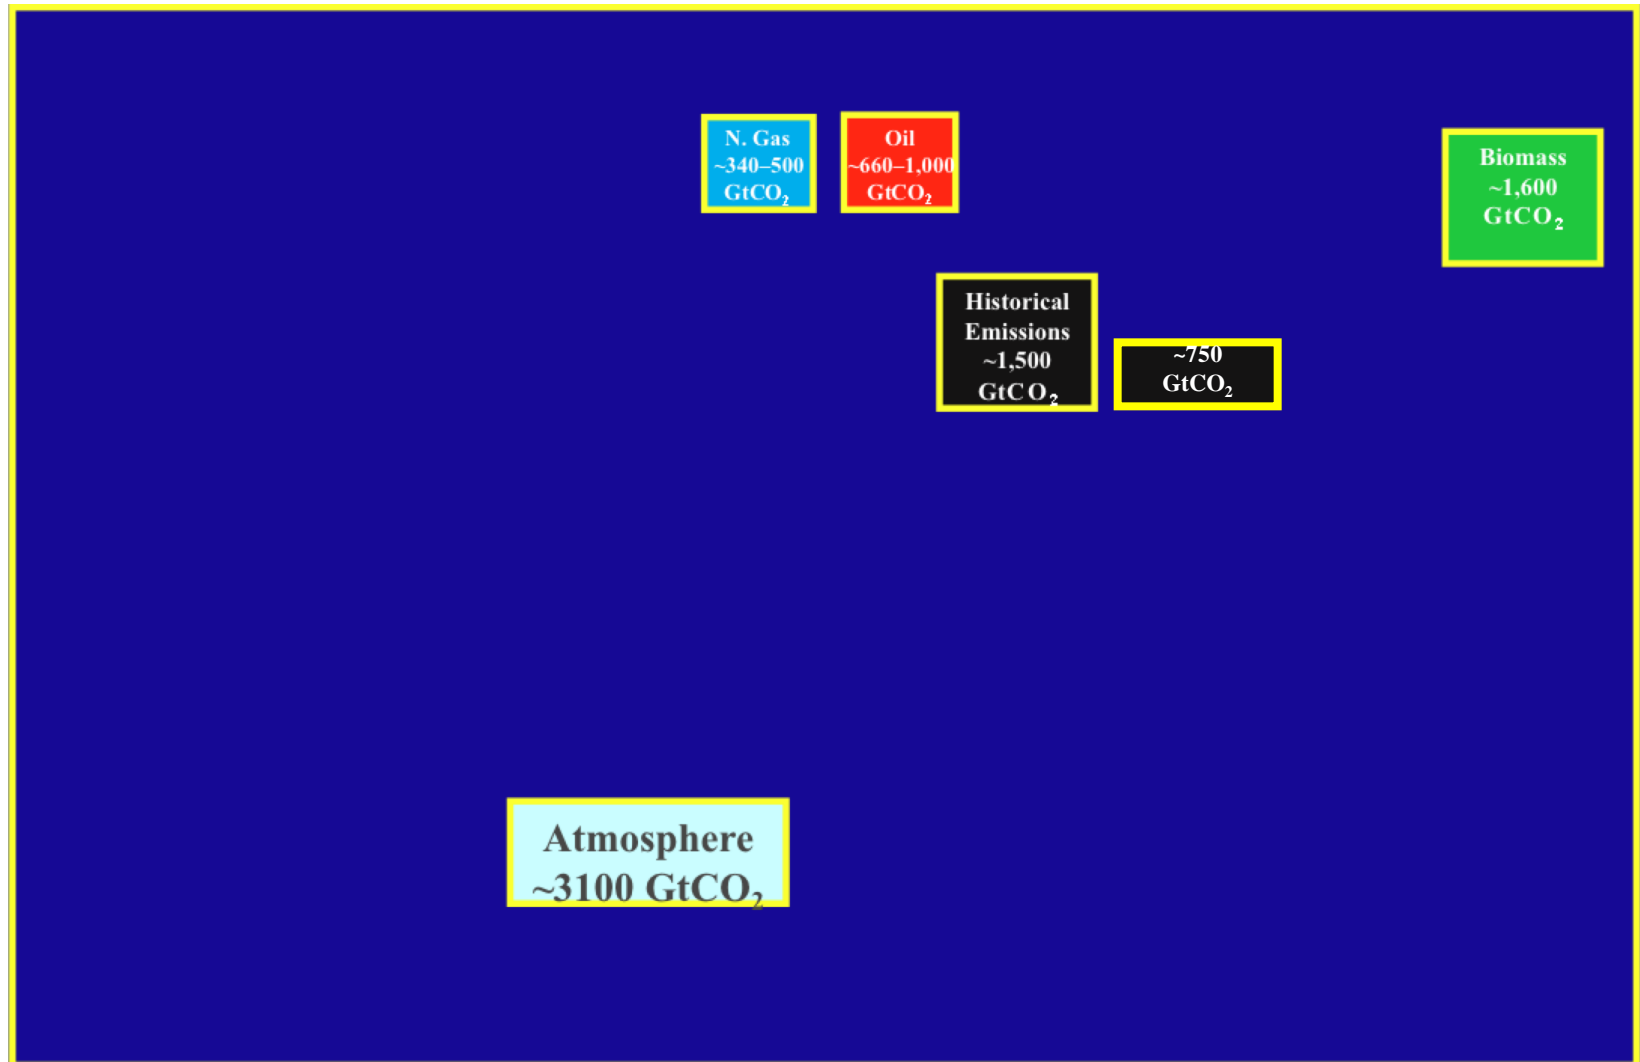 N. Gas
~340–500
GtCO₂
Oil
~660–1,000
GtCO₂
Biomass
~1,600
GtCO₂
Historical
Emissions
~1,500
GtCO₂
~750
GtCO₂
Atmosphere
~3100 GtCO₂